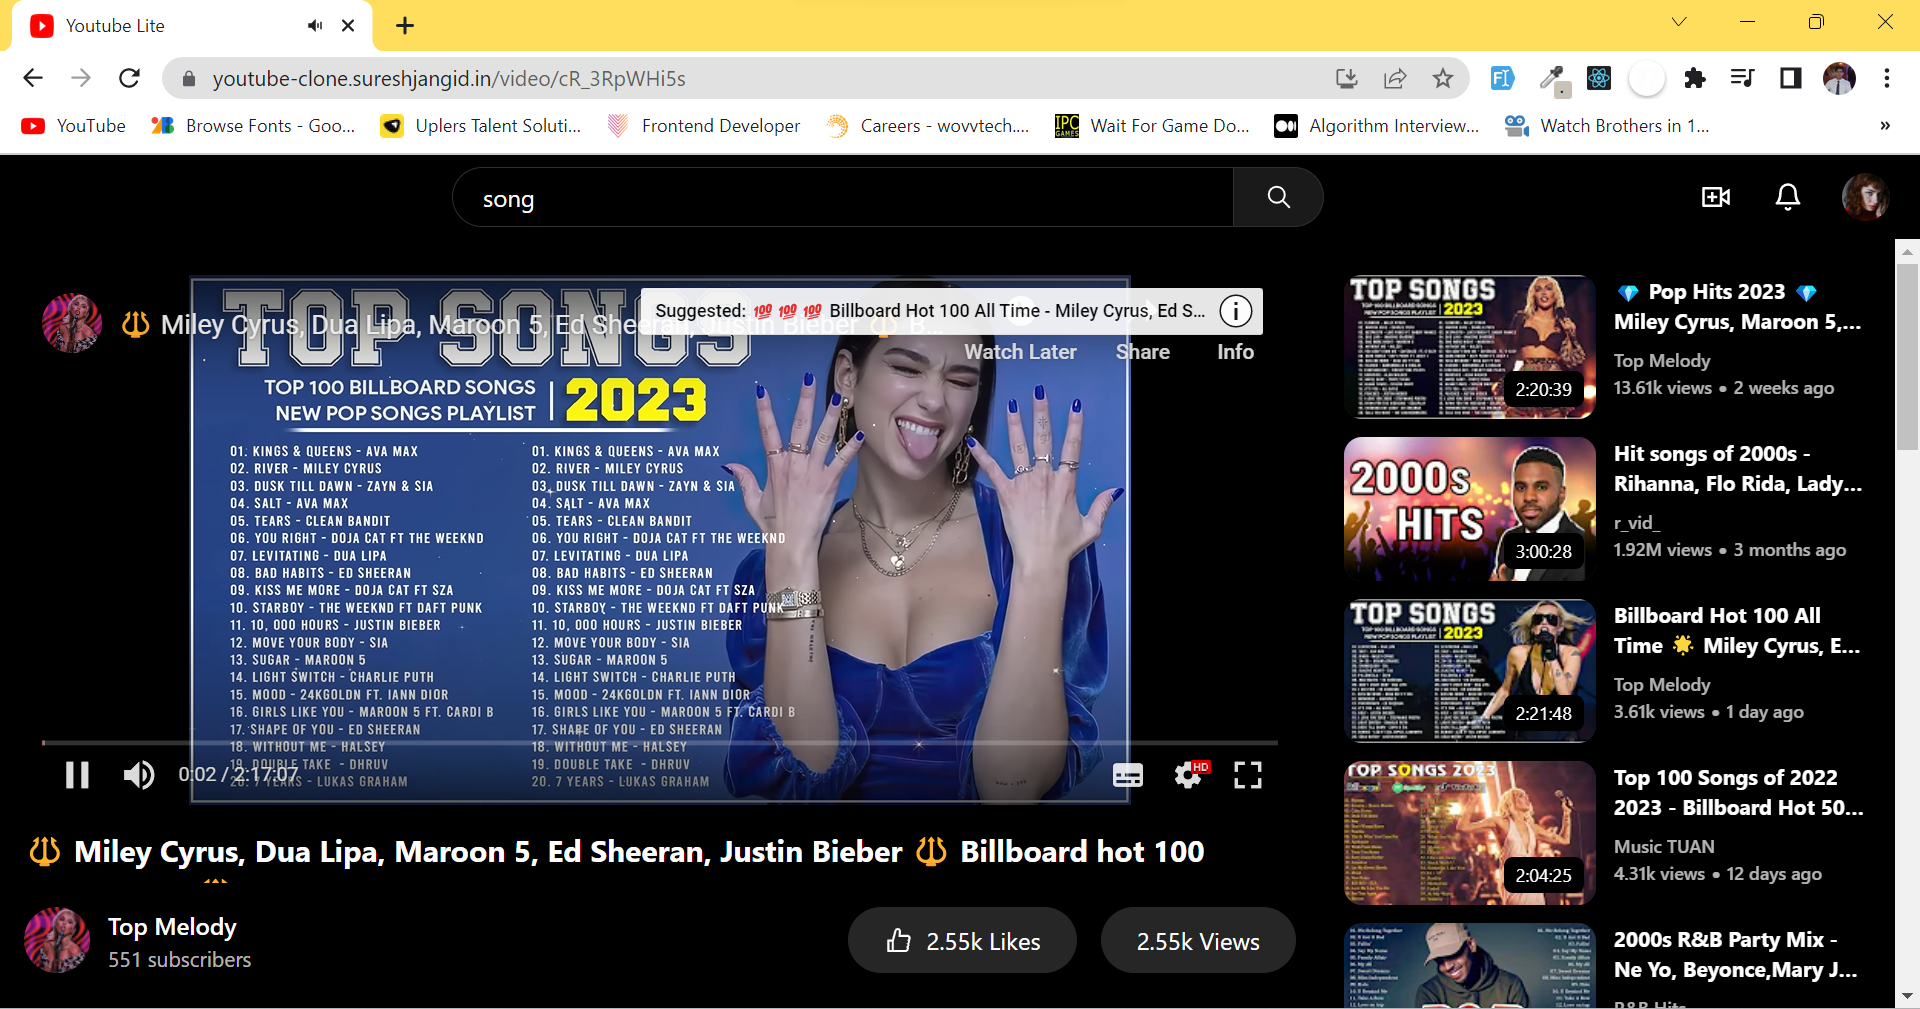 Youtube Lite
youtube-clone.sureshjangid.in/video/cR_3RpWHi5s
YouTube
Browse Fonts - Goo...
Uplers Talent Soluti...
Frontend Developer
Careers - wovvtech....
IPC GAMES
Wait For Game Do...
Algorithm Interview...
Watch Brothers in 1...
»
song
Miley Cyrus, Dua Lipa, Maroon 5, Ed Sheeran, Justin Bieber B...
Suggested: 💯 💯 💯 Billboard Hot 100 All Time - Miley Cyrus, Ed S...
Watch Later
Share
Info
TOP SONGS
TOP 100 BILLBOARD SONGS
NEW POP SONGS PLAYLIST
2023
01. KINGS & QUEENS - AVA MAX
02. RIVER - MILEY CYRUS
03. DUSK TILL DAWN - ZAYN & SIA
04. SALT - AVA MAX
05. TEARS - CLEAN BANDIT
06. YOU RIGHT - DOJA CAT FT THE WEEKND
07. LEVITATING - DUA LIPA
08. BAD HABITS - ED SHEERAN
09. KISS ME MORE - DOJA CAT FT SZA
10. STARBOY - THE WEEKND FT DAFT PUNK
11. 10, 000 HOURS - JUSTIN BIEBER
12. MOVE YOUR BODY - SIA
13. SUGAR - MAROON 5
14. LIGHT SWITCH - CHARLIE PUTH
15. MOOD - 24KGOLDN FT. IANN DIOR
16. GIRLS LIKE YOU - MAROON 5 FT. CARDI B
17. SHAPE OF YOU - ED SHEERAN
18. WITHOUT ME - HALSEY
19. DOUBLE TAKE - DHRUV
20. 7 YEARS - LUKAS GRAHAM
01. KINGS & QUEENS - AVA MAX
02. RIVER - MILEY CYRUS
03. DUSK TILL DAWN - ZAYN & SIA
04. SALT - AVA MAX
05. TEARS - CLEAN BANDIT
06. YOU RIGHT - DOJA CAT FT THE WEEKND
07. LEVITATING - DUA LIPA
08. BAD HABITS - ED SHEERAN
09. KISS ME MORE - DOJA CAT FT SZA
10. STARBOY - THE WEEKND FT DAFT PUNK
11. 10, 000 HOURS - JUSTIN BIEBER
12. MOVE YOUR BODY - SIA
13. SUGAR - MAROON 5
14. LIGHT SWITCH - CHARLIE PUTH
15. MOOD - 24KGOLDN FT. IANN DIOR
16. GIRLS LIKE YOU - MAROON 5 FT. CARDI B
17. SHAPE OF YOU - ED SHEERAN
18. WITHOUT ME - HALSEY
19. DOUBLE TAKE - DHRUV
20. 7 YEARS - LUKAS GRAHAM
0:02 / 2:17:07
HD
🔱 Miley Cyrus, Dua Lipa, Maroon 5, Ed Sheeran, Justin Bieber 🔱 Billboard hot 100
Top Melody
551 subscribers
2.55k Likes
2.55k Views
TOP SONGS
2023
2:20:39
💎 Pop Hits 2023 💎
Miley Cyrus, Maroon 5,...
Top Melody
13.61k views • 2 weeks ago
2000s
HITS
3:00:28
Hit songs of 2000s -
Rihanna, Flo Rida, Lady...
r_vid_
1.92M views • 3 months ago
TOP SONGS
2023
2:21:48
Billboard Hot 100 All
Time 🌟 Miley Cyrus, E...
Top Melody
3.61k views • 1 day ago
TOP SONGS 2023
2:04:25
Top 100 Songs of 2022
2023 - Billboard Hot 50...
Music TUAN
4.31k views • 12 days ago
2000s R&B Party Mix -
Ne Yo, Beyonce,Mary J...
R&B Hits